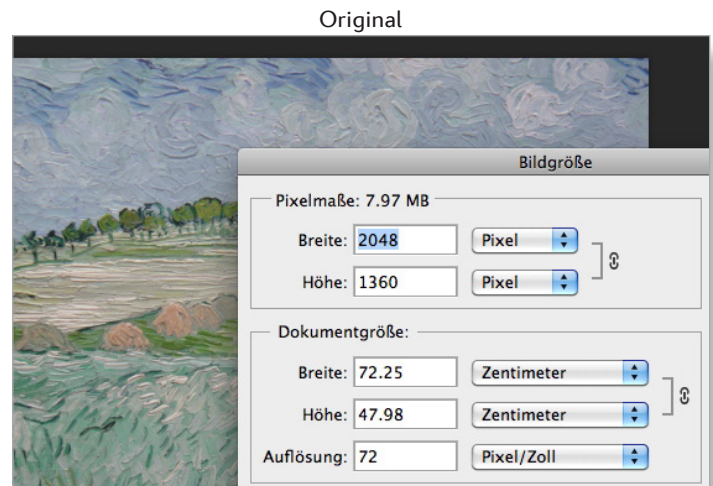 Original
Bildgröße
Pixelmaße: 7.97 MB
Breite: 2048 Pixel
Höhe: 1360 Pixel
Dokumentgröße:
Breite: 72.25 Zentimeter
Höhe: 47.98 Zentimeter
Auflösung: 72 Pixel/Zoll